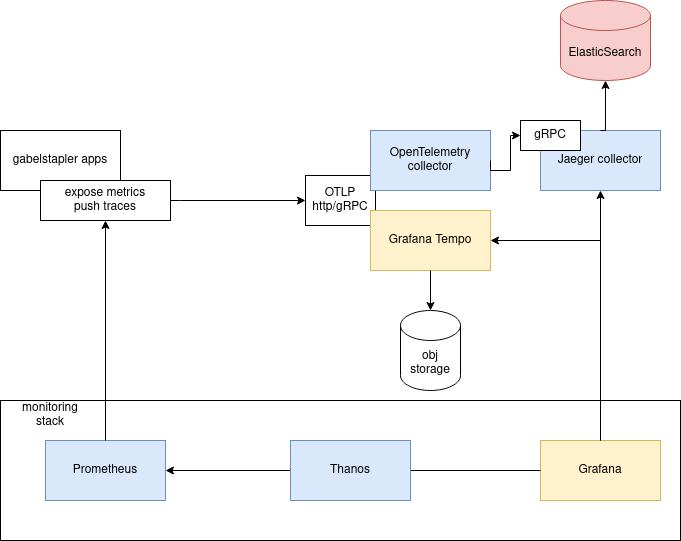 ElasticSearch
gRPC
gabelstapler apps
OpenTelemetry
collector
Jaeger collector
expose metrics
push traces
OTLP
http/gRPC
Grafana Tempo
obj
storage
monitoring
stack
Prometheus
Thanos
Grafana